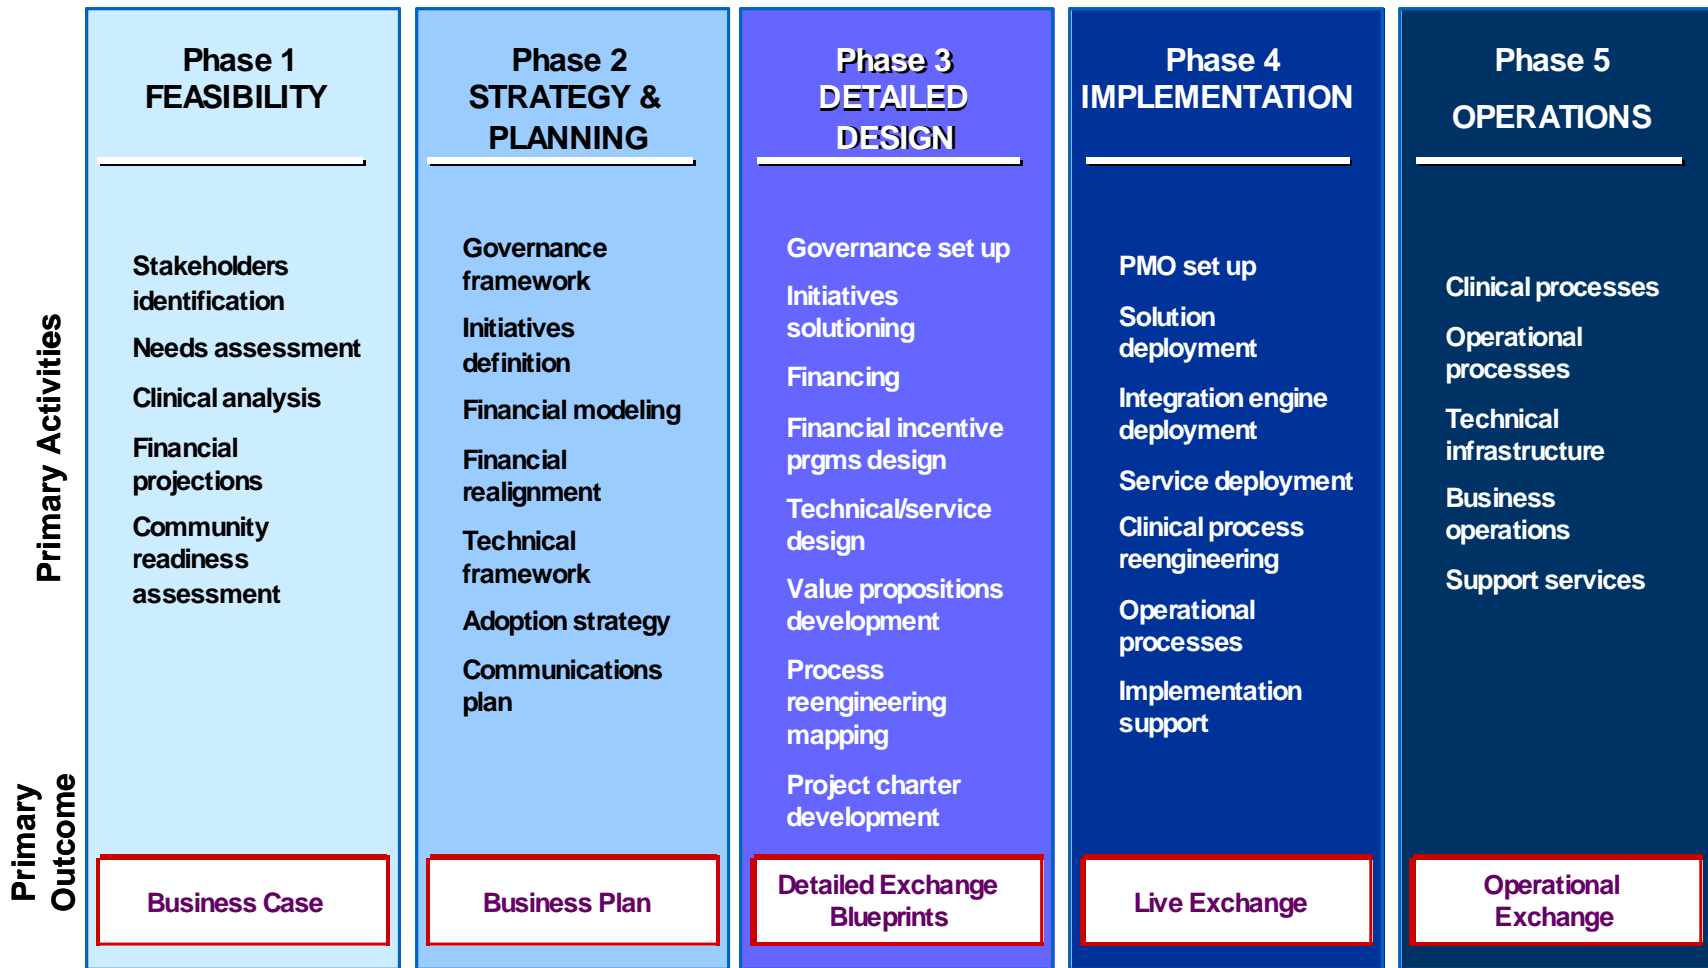 Phase 1
FEASIBILITY
Stakeholders
identification
Needs assessment
Clinical analysis
Financial
projections
Community
readiness
assessment
Business Case
Phase 2
STRATEGY &
PLANNING
Governance
framework
Initiatives
definition
Financial modeling
Financial
realignment
Technical
framework
Adoption strategy
Communications
plan
Business Plan
Phase 3
DETAILED
DESIGN
Governance set up
Initiatives
solutioning
Financing
Financial incentive
prgms design
Technical/service
design
Value propositions
development
Process
reengineering
mapping
Project charter
development
Detailed Exchange
Blueprints
Phase 4
IMPLEMENTATION
PMO set up
Solution
deployment
Integration engine
deployment
Service deployment
Clinical process
reengineering
Operational
processes
Implementation
support
Live Exchange
Phase 5
OPERATIONS
Clinical processes
Operational
processes
Technical
infrastructure
Business
operations
Support services
Operational
Exchange
Primary Activities
Primary
Outcome